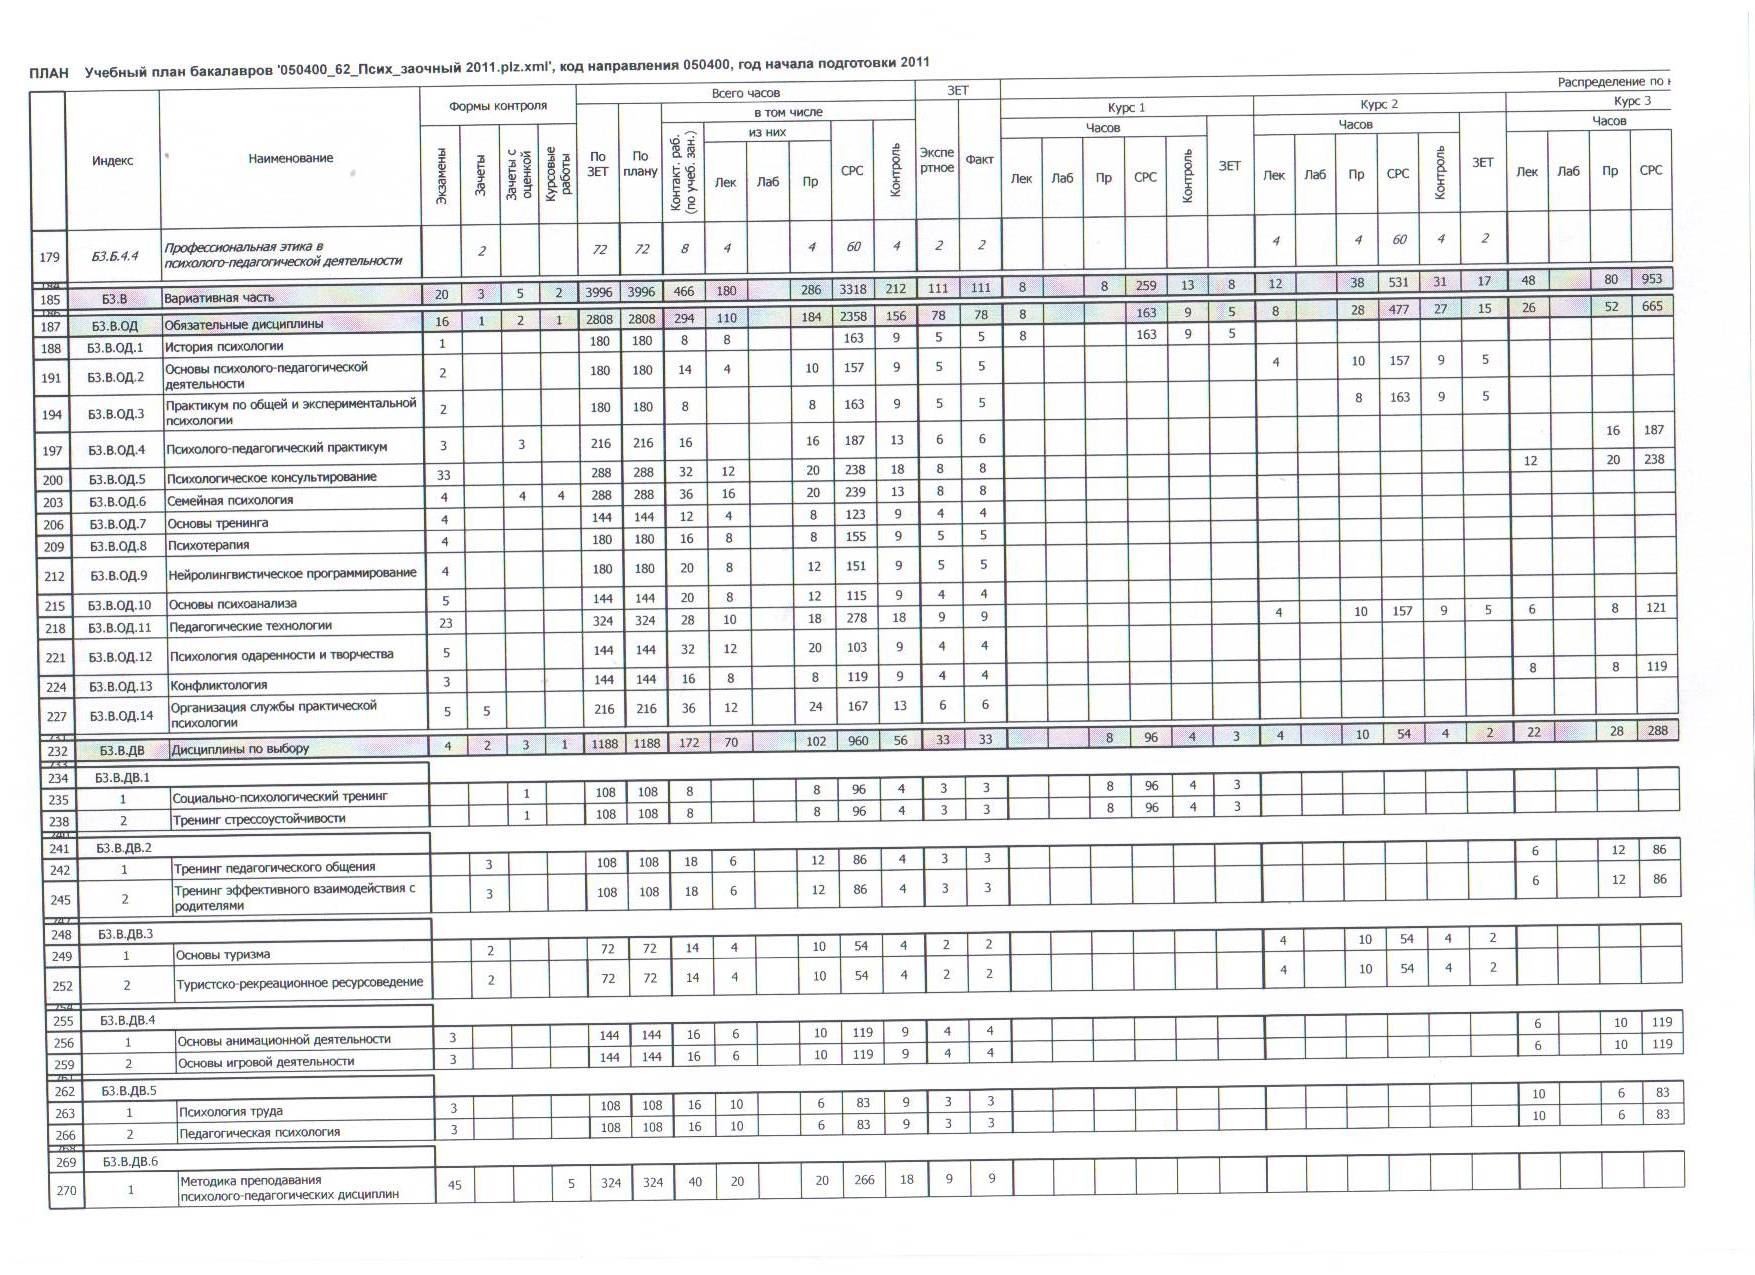 ПЛАН Учебный план бакалавров '050400_62_Псих_заочный 2011.plz.xml', код направления 050400, год начала подготовки 2011
Индекс Наименование Формы контроля Всего часов ЗЕТ Распределение по к
в том числе Курс 1 Курс 2 Курс 3
Экзамены Зачеты Зачеты с оценкой Курсовые работы По ЗЕТ По плану Контакт. раб. (по учеб. зан.) из них СРС Контроль Экспе ртное Факт Часов ЗЕТ Часов ЗЕТ Часов
Лек Лаб Пр Лек Лаб Пр СРС Контроль Лек Лаб Пр СРС Контроль Лек Лаб Пр СРС
179 Б3.Б.4.4 Профессиональная этика в психолого-педагогической деятельности 2 72 72 8 4 4 60 4 2 2 4 4 60 4 2
185 Б3.В Вариативная часть 20 3 5 2 3996 3996 466 180 286 3318 212 111 111 8 8 259 13 8 12 38 531 31 17 48 80 953
187 Б3.В.ОД Обязательные дисциплины 16 1 2 1 2808 2808 294 110 184 2358 156 78 78 8 163 9 5 8 28 477 27 15 26 52 665
188 Б3.В.ОД.1 История психологии 1 180 180 8 8 163 9 5 5 8 163 9 5
191 Б3.В.ОД.2 Основы психолого-педагогической деятельности 2 180 180 14 4 10 157 9 5 5 4 10 157 9 5
194 Б3.В.ОД.3 Практикум по общей и экспериментальной психологии 2 180 180 8 8 163 9 5 5 8 163 9 5
197 Б3.В.ОД.4 Психолого-педагогический практикум 3 3 216 216 16 16 187 13 6 6 16 187
200 Б3.В.ОД.5 Психологическое консультирование 33 288 288 32 12 20 238 18 8 8 12 20 238
203 Б3.В.ОД.6 Семейная психология 4 4 4 288 288 36 16 20 239 13 8 8
206 Б3.В.ОД.7 Основы тренинга 4 144 144 12 4 8 123 9 4 4
209 Б3.В.ОД.8 Психотерапия 4 180 180 16 8 8 155 9 5 5
212 Б3.В.ОД.9 Нейролингвистическое программирование 4 180 180 20 8 12 151 9 5 5
215 Б3.В.ОД.10 Основы психоанализа 5 144 144 20 8 12 115 9 4 4
218 Б3.В.ОД.11 Педагогические технологии 23 324 324 28 10 18 278 18 9 9 4 10 157 9 5 6 8 121
221 Б3.В.ОД.12 Психология одаренности и творчества 5 144 144 32 12 20 103 9 4 4
224 Б3.В.ОД.13 Конфликтология 3 144 144 16 8 8 119 9 4 4 8 8 119
227 Б3.В.ОД.14 Организация службы практической психологии 5 5 216 216 36 12 24 167 13 6 6
232 Б3.В.ДВ Дисциплины по выбору 4 2 3 1 1188 1188 172 70 102 960 56 33 33 8 96 4 3 4 10 54 4 2 22 28 288
234 Б3.В.ДВ.1
235 1 Социально-психологический тренинг 1 108 108 8 8 96 4 3 3 8 96 4 3
238 2 Тренинг стрессоустойчивости 1 108 108 8 8 96 4 3 3 8 96 4 3
241 Б3.В.ДВ.2
242 1 Тренинг педагогического общения 3 108 108 18 6 12 86 4 3 3 6 12 86
245 2 Тренинг эффективного взаимодействия с родителями 3 108 108 18 6 12 86 4 3 3 6 12 86
248 Б3.В.ДВ.3
249 1 Основы туризма 2 72 72 14 4 10 54 4 2 2 4 10 54 4 2
252 2 Туристско-рекреационное ресурсоведение 2 72 72 14 4 10 54 4 2 2 4 10 54 4 2
255 Б3.В.ДВ.4
256 1 Основы анимационной деятельности 3 144 144 16 6 10 119 9 4 4 6 10 119
259 2 Основы игровой деятельности 3 144 144 16 6 10 119 9 4 4 6 10 119
262 Б3.В.ДВ.5
263 1 Психология труда 3 108 108 16 10 6 83 9 3 3 10 6 83
266 2 Педагогическая психология 3 108 108 16 10 6 83 9 3 3 10 6 83
269 Б3.В.ДВ.6
270 1 Методика преподавания психолого-педагогических дисциплин 45 5 324 324 40 20 20 266 18 9 9